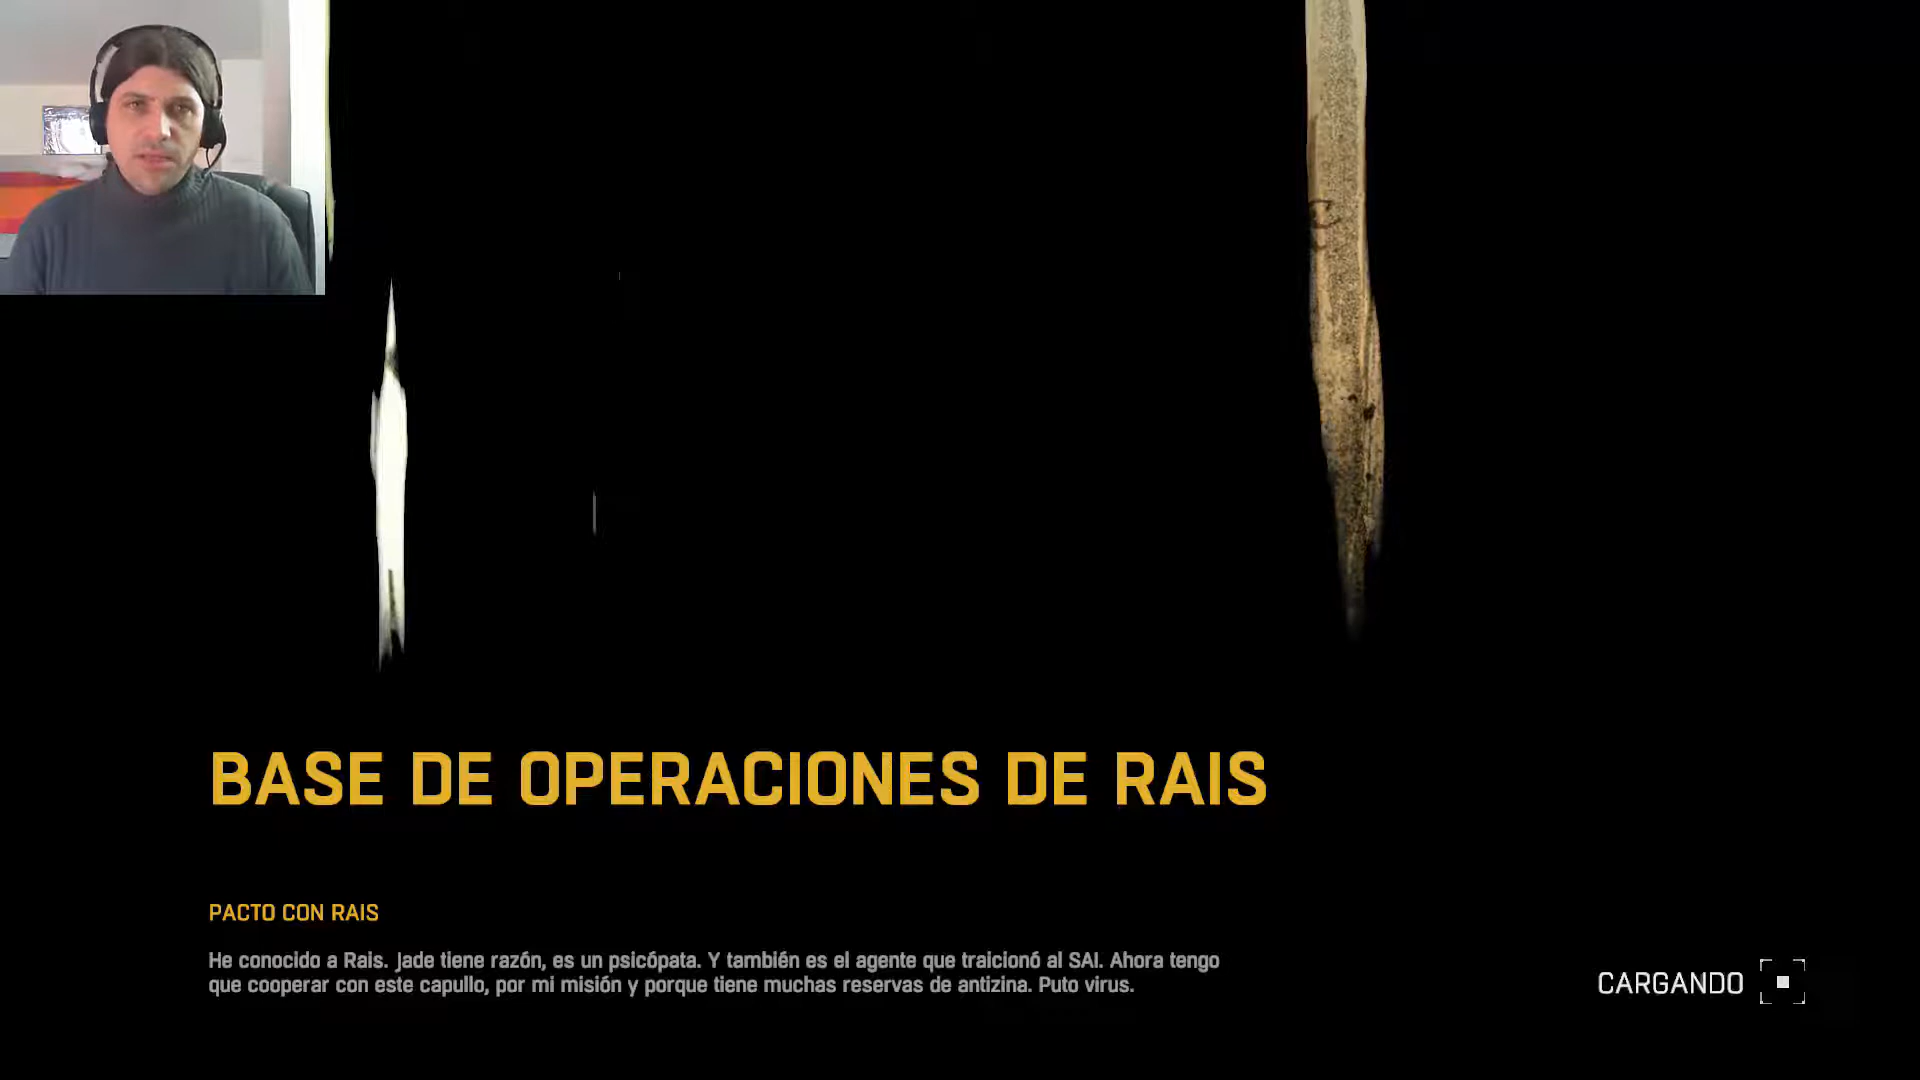 BASE DE OPERACIONES DE RAIS
PACTO CON RAIS
He conocido a Rais. Jade tiene razón, es un psicópata. Y también es el agente que traicionó al SAI. Ahora tengo
que cooperar con este capullo, por mi misión y porque tiene muchas reservas de antizina. Puto virus.
CARGANDO